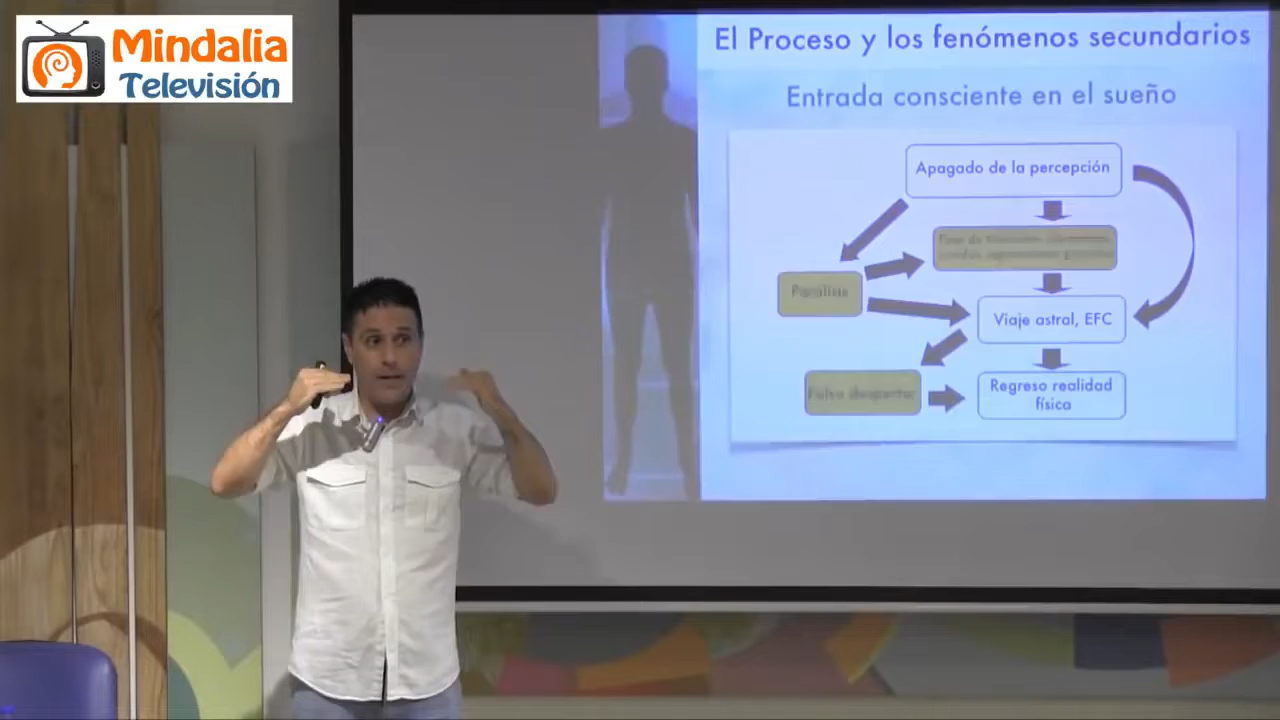 Mindalia
Televisión
El Proceso y los fenómenos secundarios
Entrada consciente en el sueño
Apagado de la percepción
Parálisis
Viaje astral, EFC
Falso despertar
Regreso realidad
física